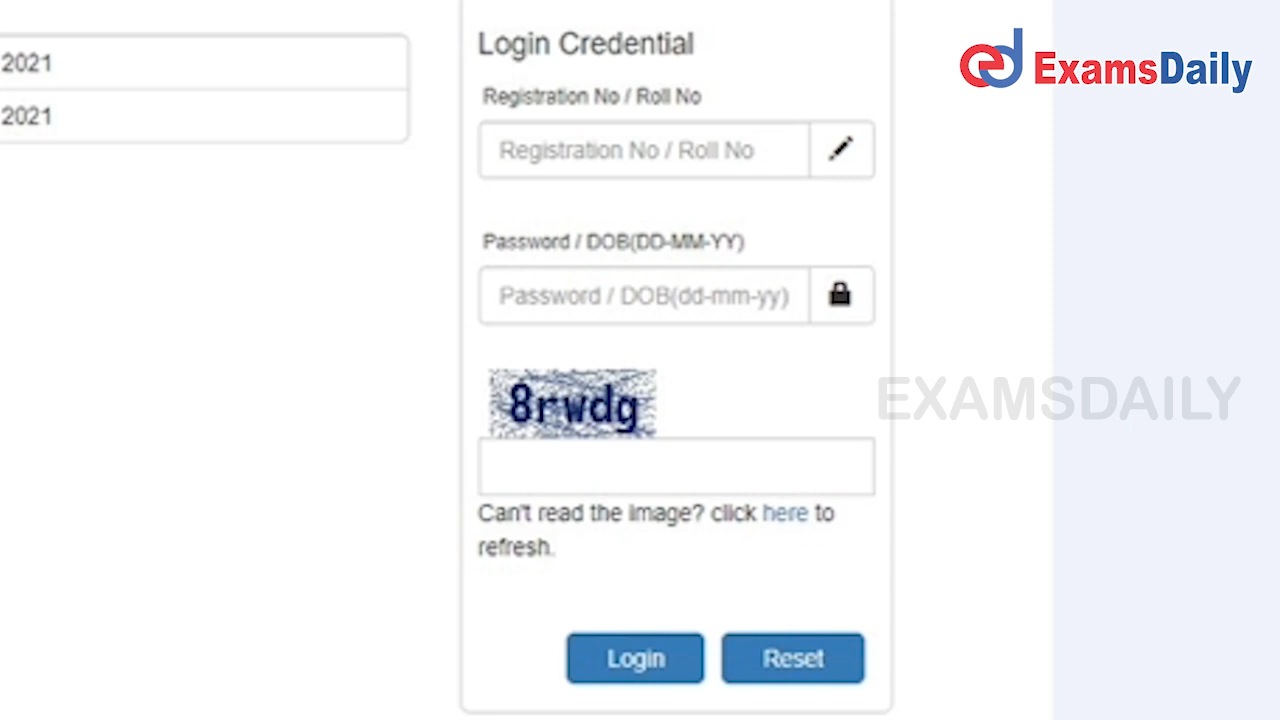 2021
2021
Login Credential
Registration No / Roll No
Registration No / Roll No
Password / DOB(DD-MM-YY)
Password / DOB(dd-mm-yy)
8rwdg
Can't read the image? click here to
refresh.
Login Reset
ExamsDaily
EXAMSDAILY